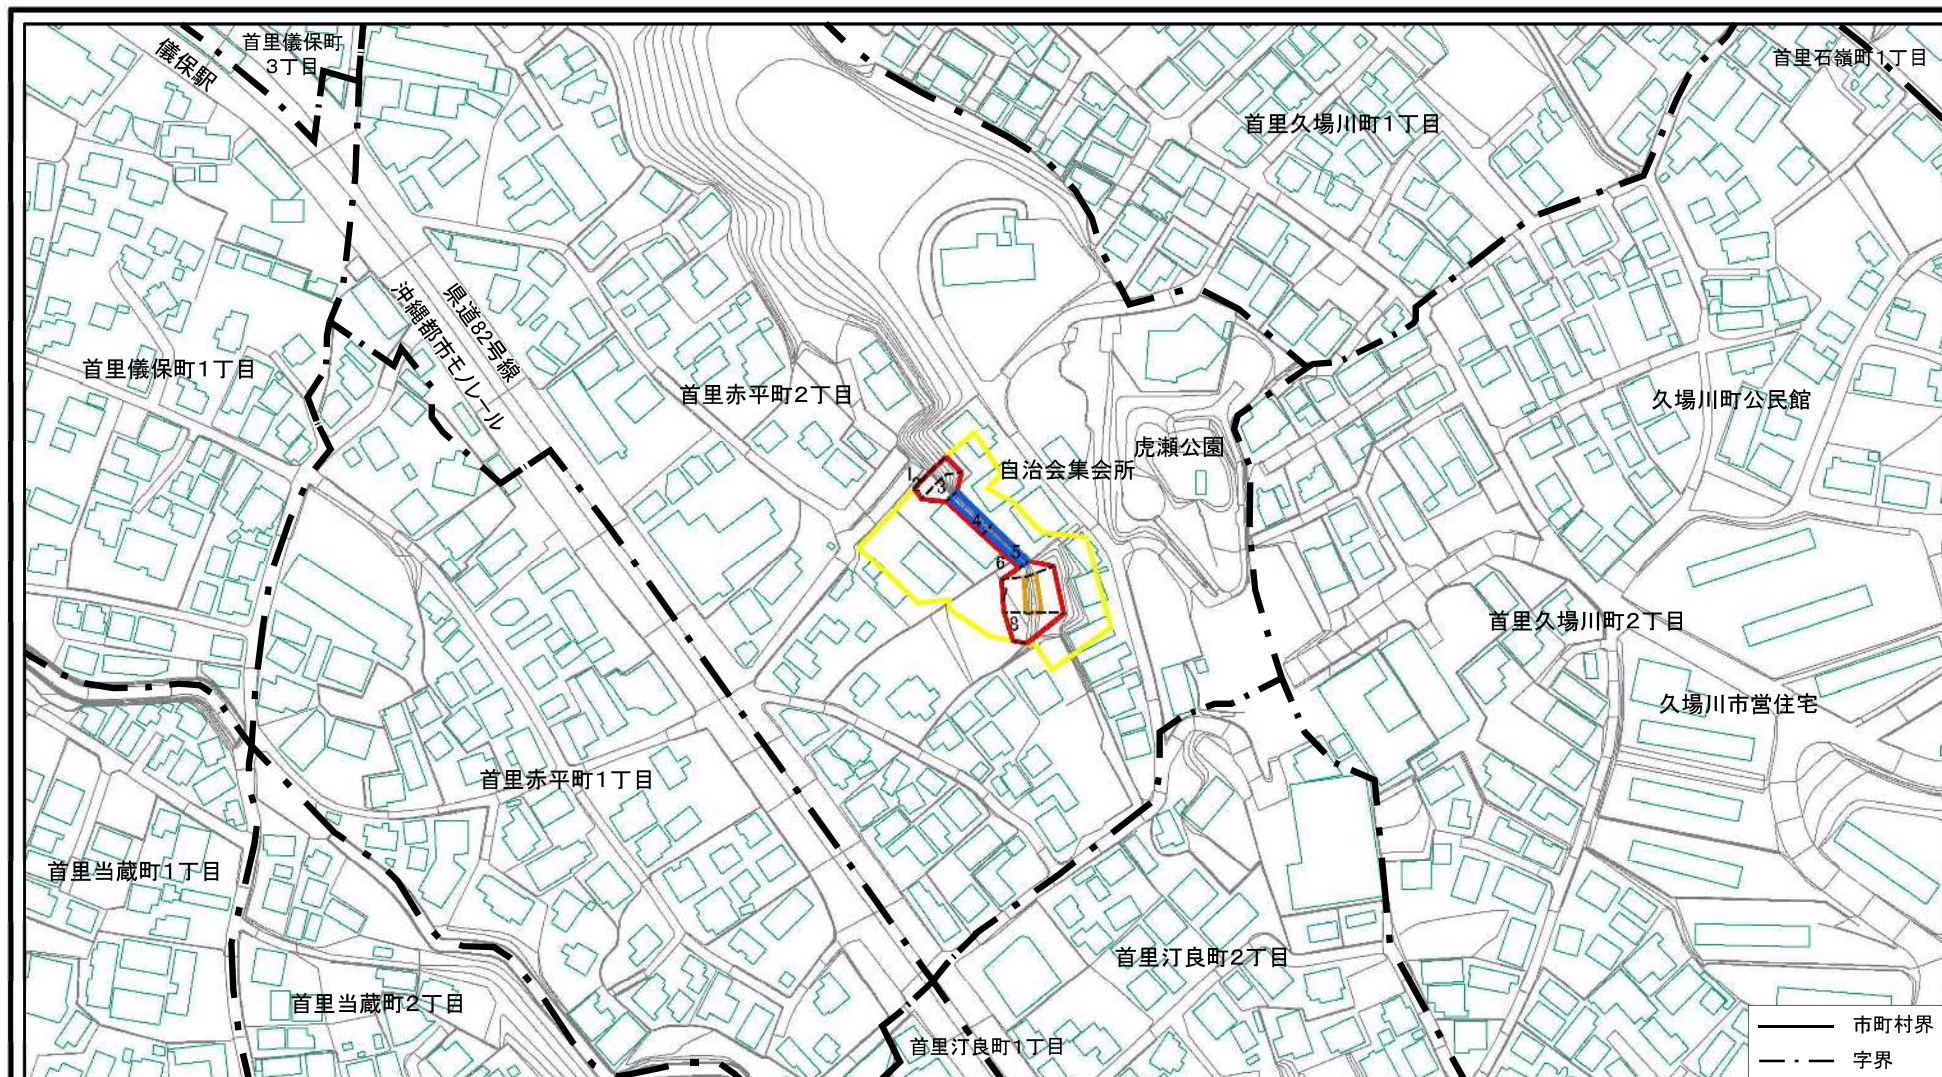 首里儀保町
3丁目
儀保駅
首里石嶺町1丁目
首里久場川町1丁目
県道82号線
沖縄都市モノレール
首里儀保町1丁目
首里赤平町2丁目
久場川町公民館
虎瀬公園
自治会集会所
1
3
4
5
6
8
首里久場川町2丁目
久場川市営住宅
首里赤平町1丁目
首里当蔵町1丁目
首里汀良町2丁目
首里当蔵町2丁目
首里汀良町1丁目
市町村界
字界